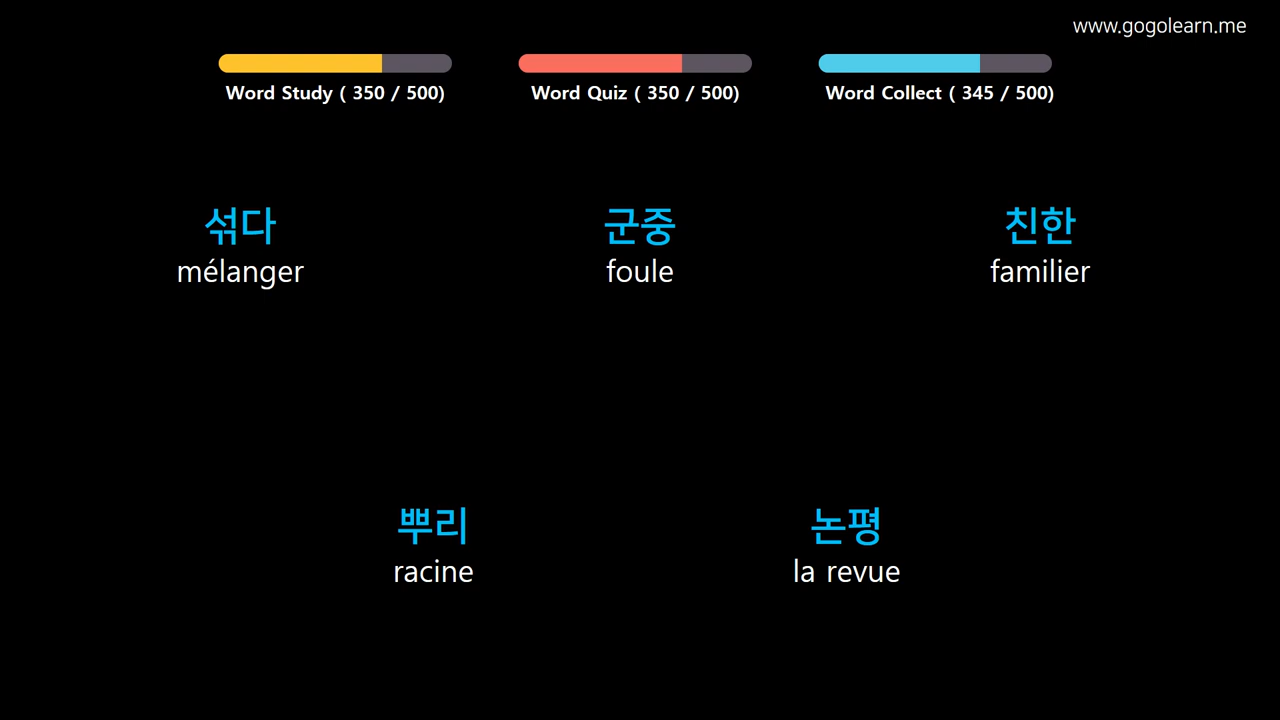 www.gogolearn.me
Word Study ( 350 / 500)
Word Quiz ( 350 / 500)
Word Collect ( 345 / 500)
섞다
mélanger
군중
foule
친한
familier
뿌리
racine
논평
la revue